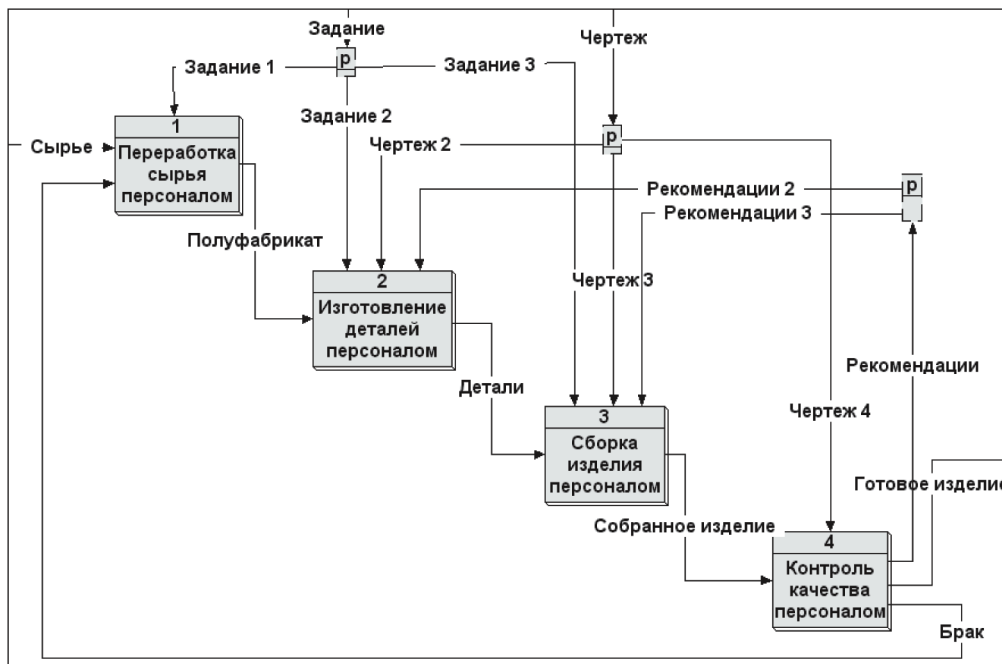 Задание
Чертеж
p
Задание 1
Задание 3
Задание 2
1
Переработка
сырья
персоналом
Сырье
p
Чертеж 2
p
Рекомендации 2
Рекомендации 3
Полуфабрикат
2
Изготовление
деталей
персоналом
Чертеж 3
Рекомендации
Детали
Чертеж 4
3
Сборка
изделия
персоналом
Готовое изделие
Собранное изделие
4
Контроль
качества
персоналом
Брак